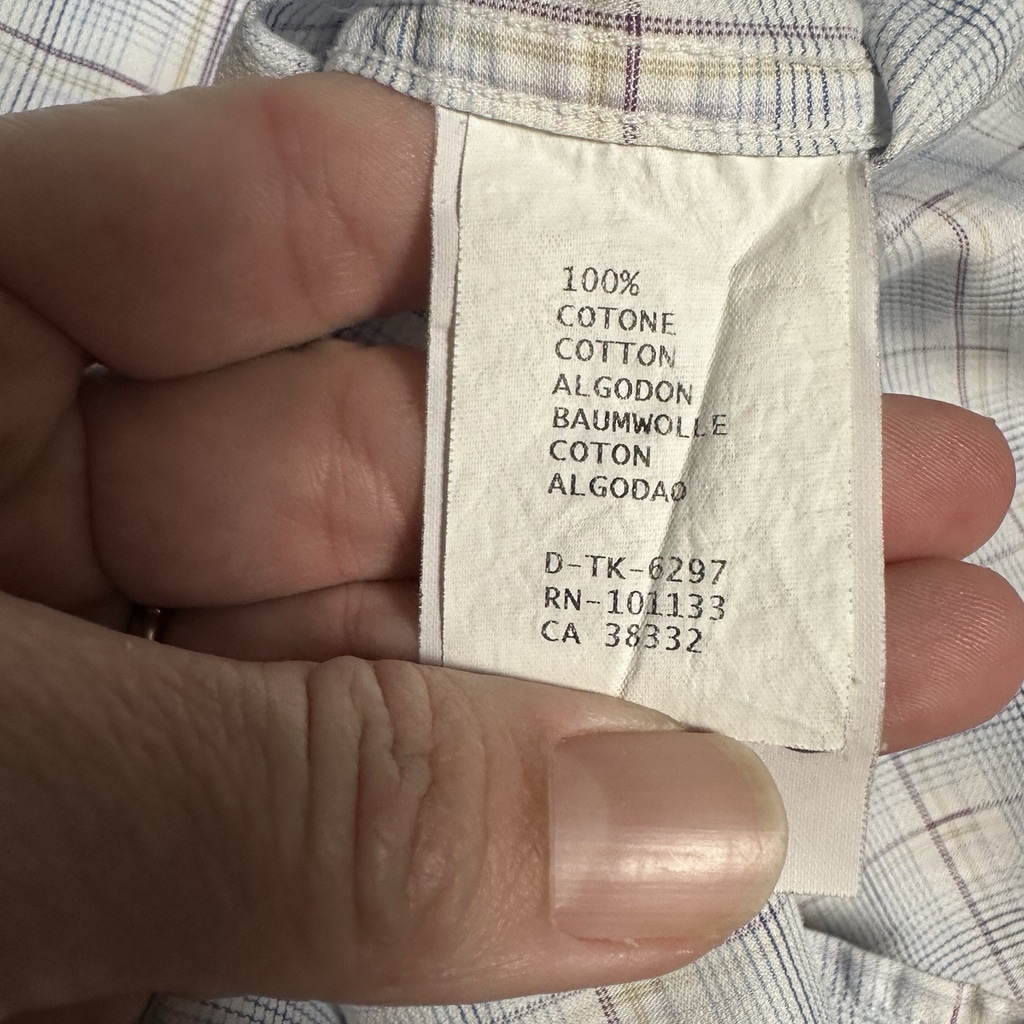 100%
COTONE
COTTON
ALGODON
BAUMWOLLE
COTON
ALGODAO
D-TK-6297
RN-101133
CA 38332